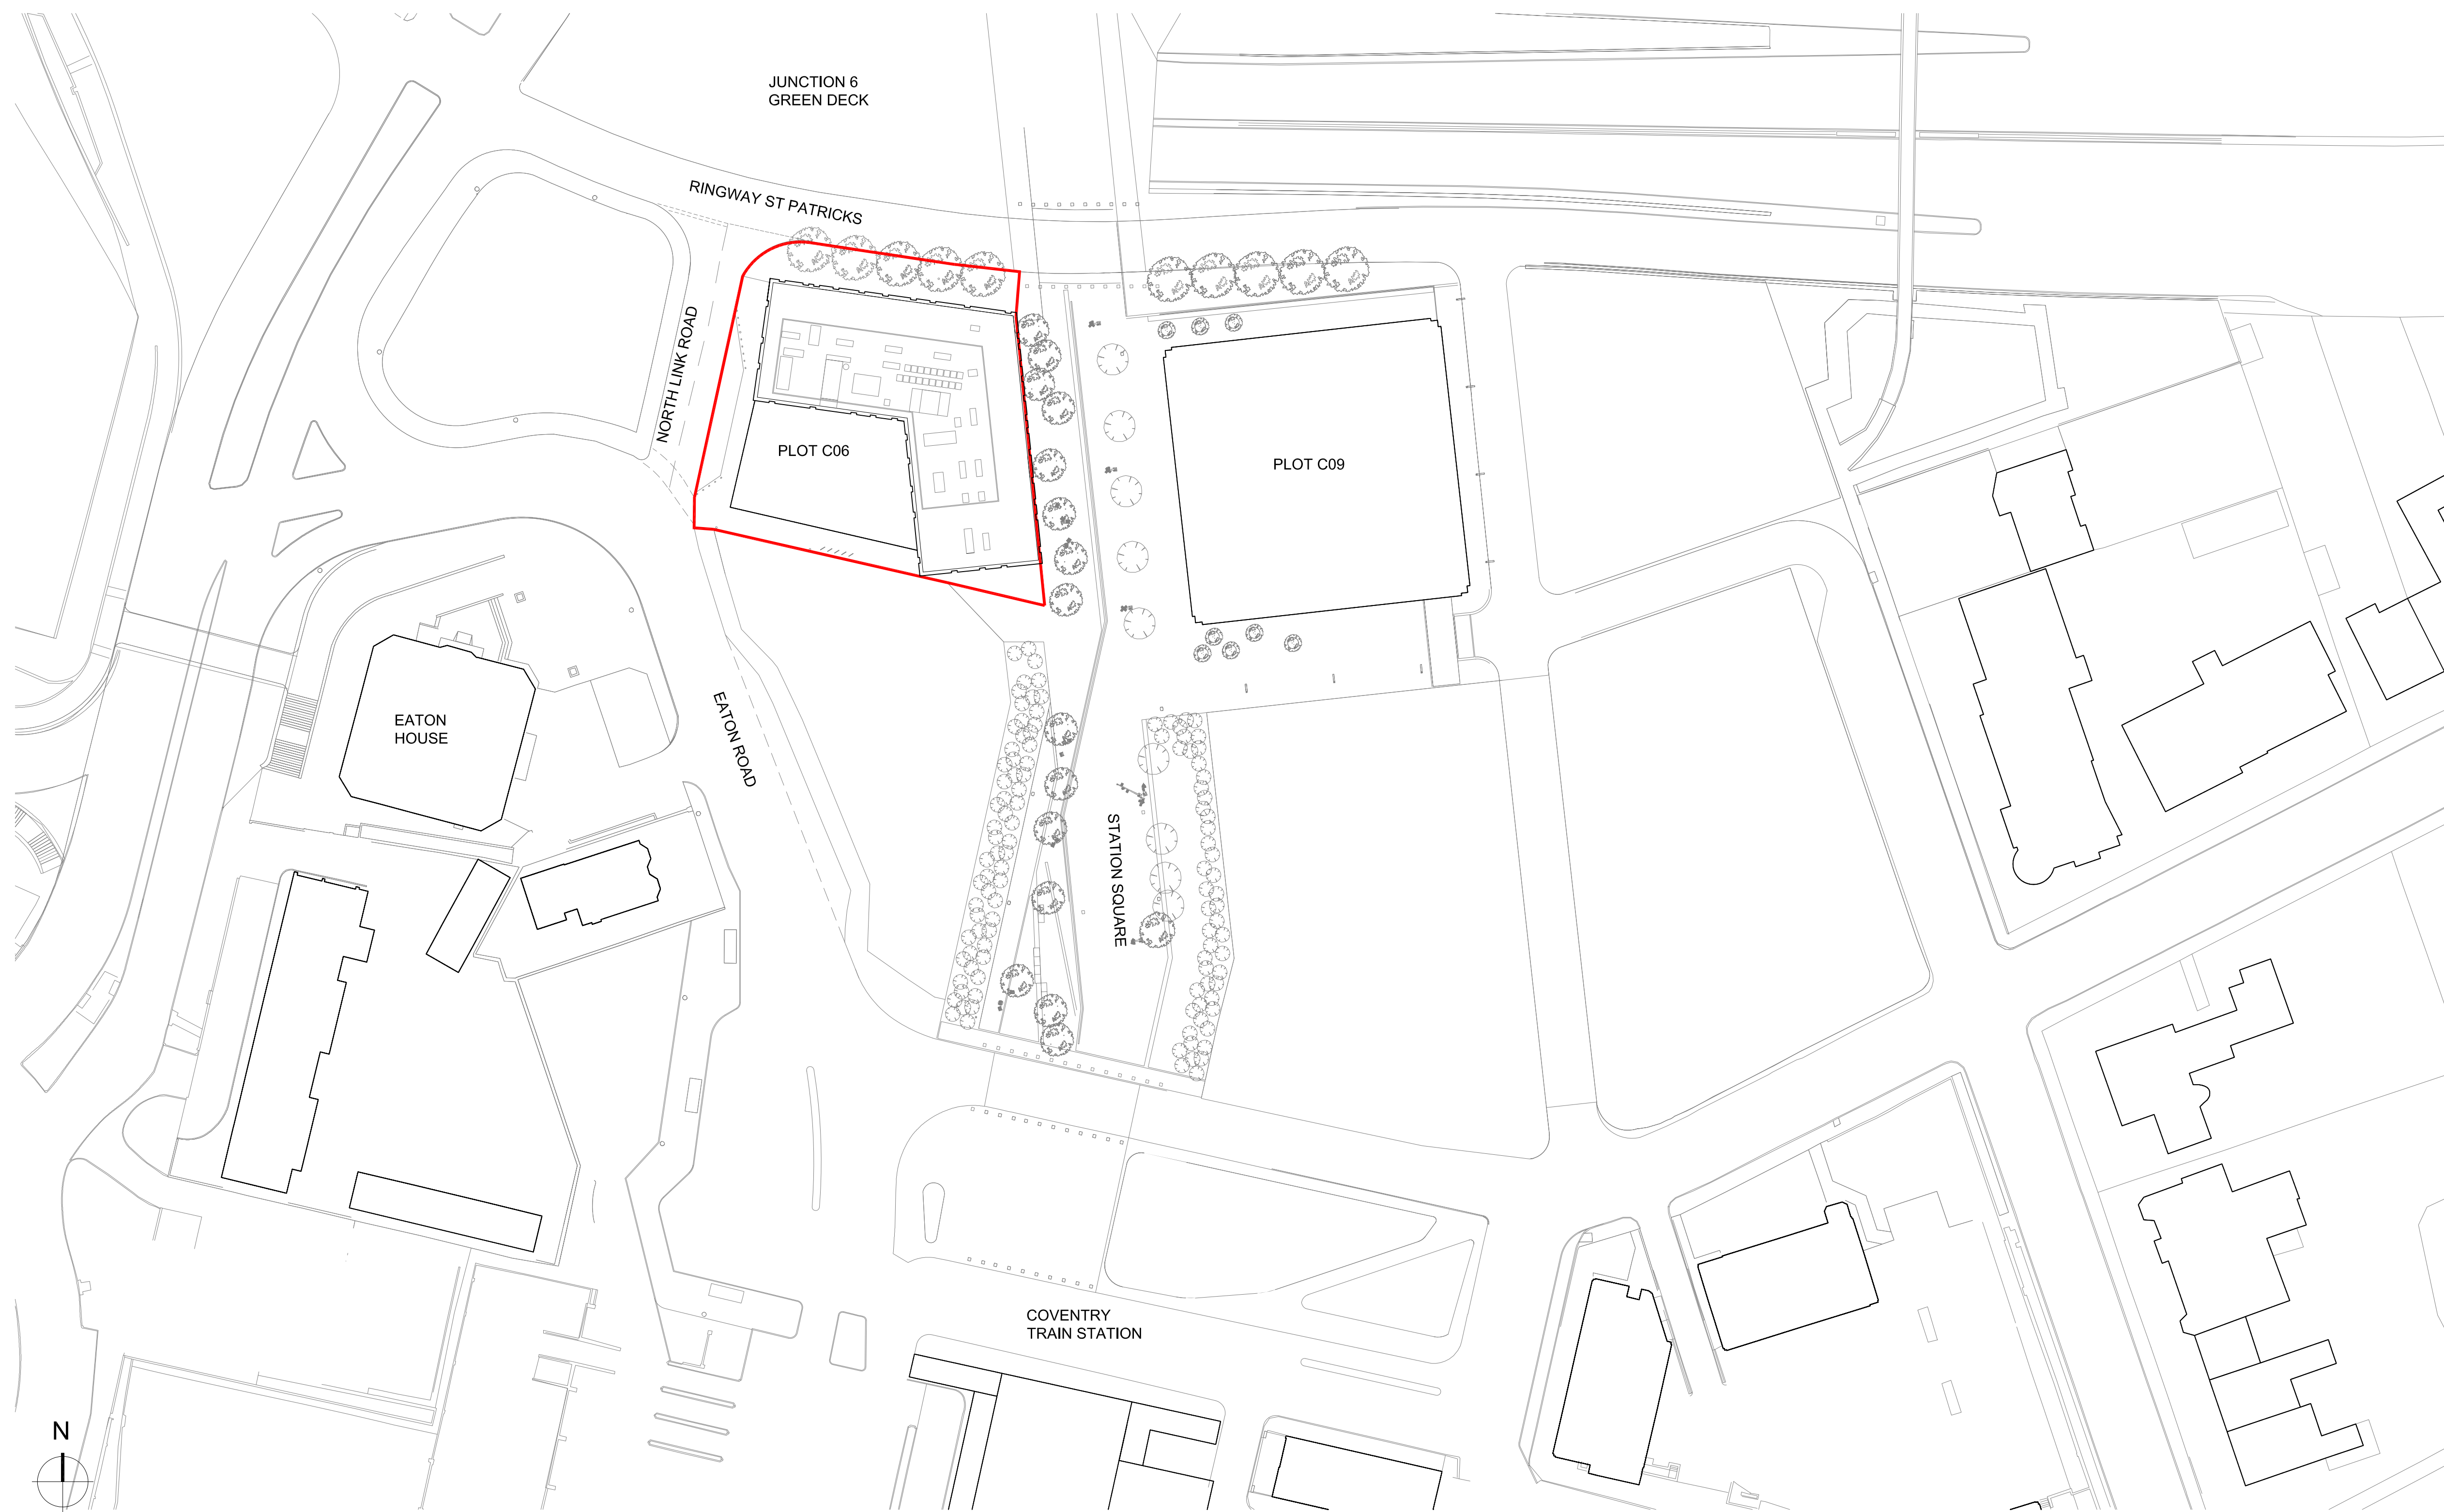 JUNCTION 6
GREEN DECK
RINGWAY ST PATRICKS
NORTH LINK ROAD
PLOT C06
PLOT C09
EATON
HOUSE
EATON ROAD
STATION SQUARE
COVENTRY
TRAIN STATION
N